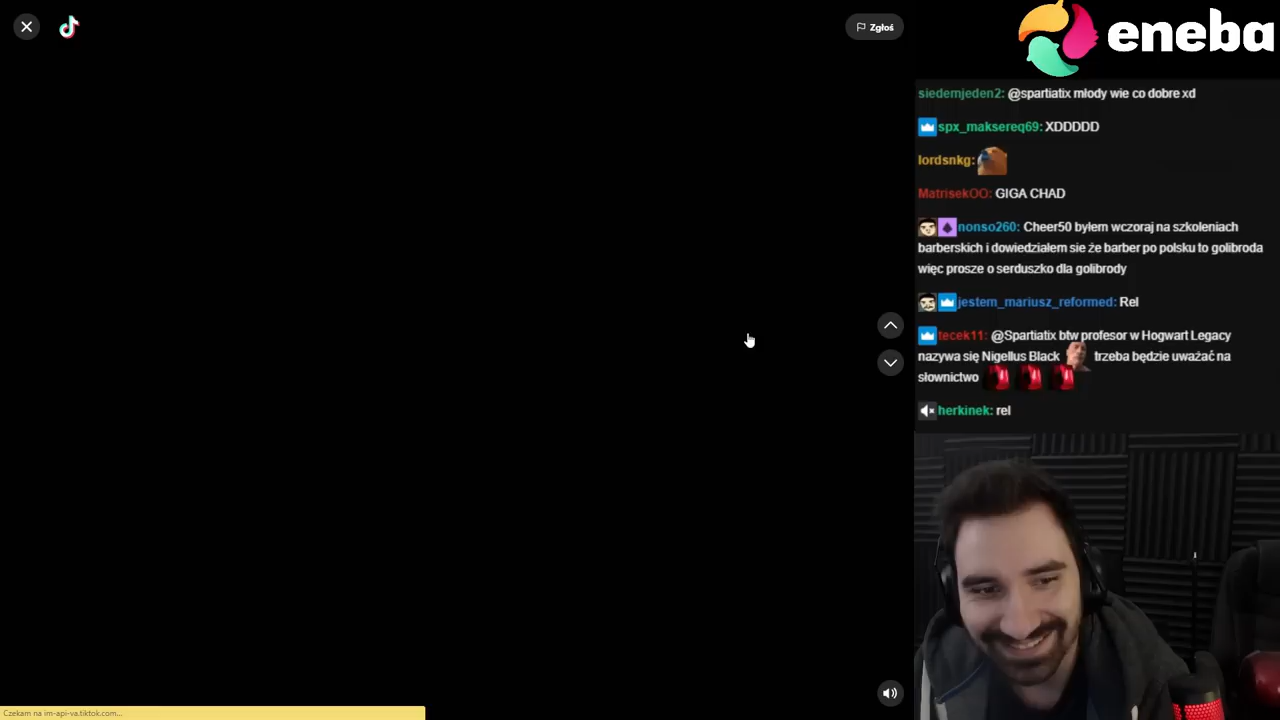 Zgłoś
eneba
siedemjeden2: @spartiatix młody wie co dobre xd
spx_maksereq69: XDDDDD
lordsnkg:
MatrisekOO: GIGA CHAD
nonso260: Cheer50 byłem wczoraj na szkoleniach
barberskich i dowiedziałem sie że barber po polsku to golibroda
więc prosze o serduszko dla golibrody
jestem_mariusz_reformed: Rel
tecek11: @Spartiatix btw profesor w Hogwart Legacy
nazywa się Nigellus Black trzeba będzie uważać na
słownictwo
herkinek: rel
Czekam na im-api-va.tiktok.com...